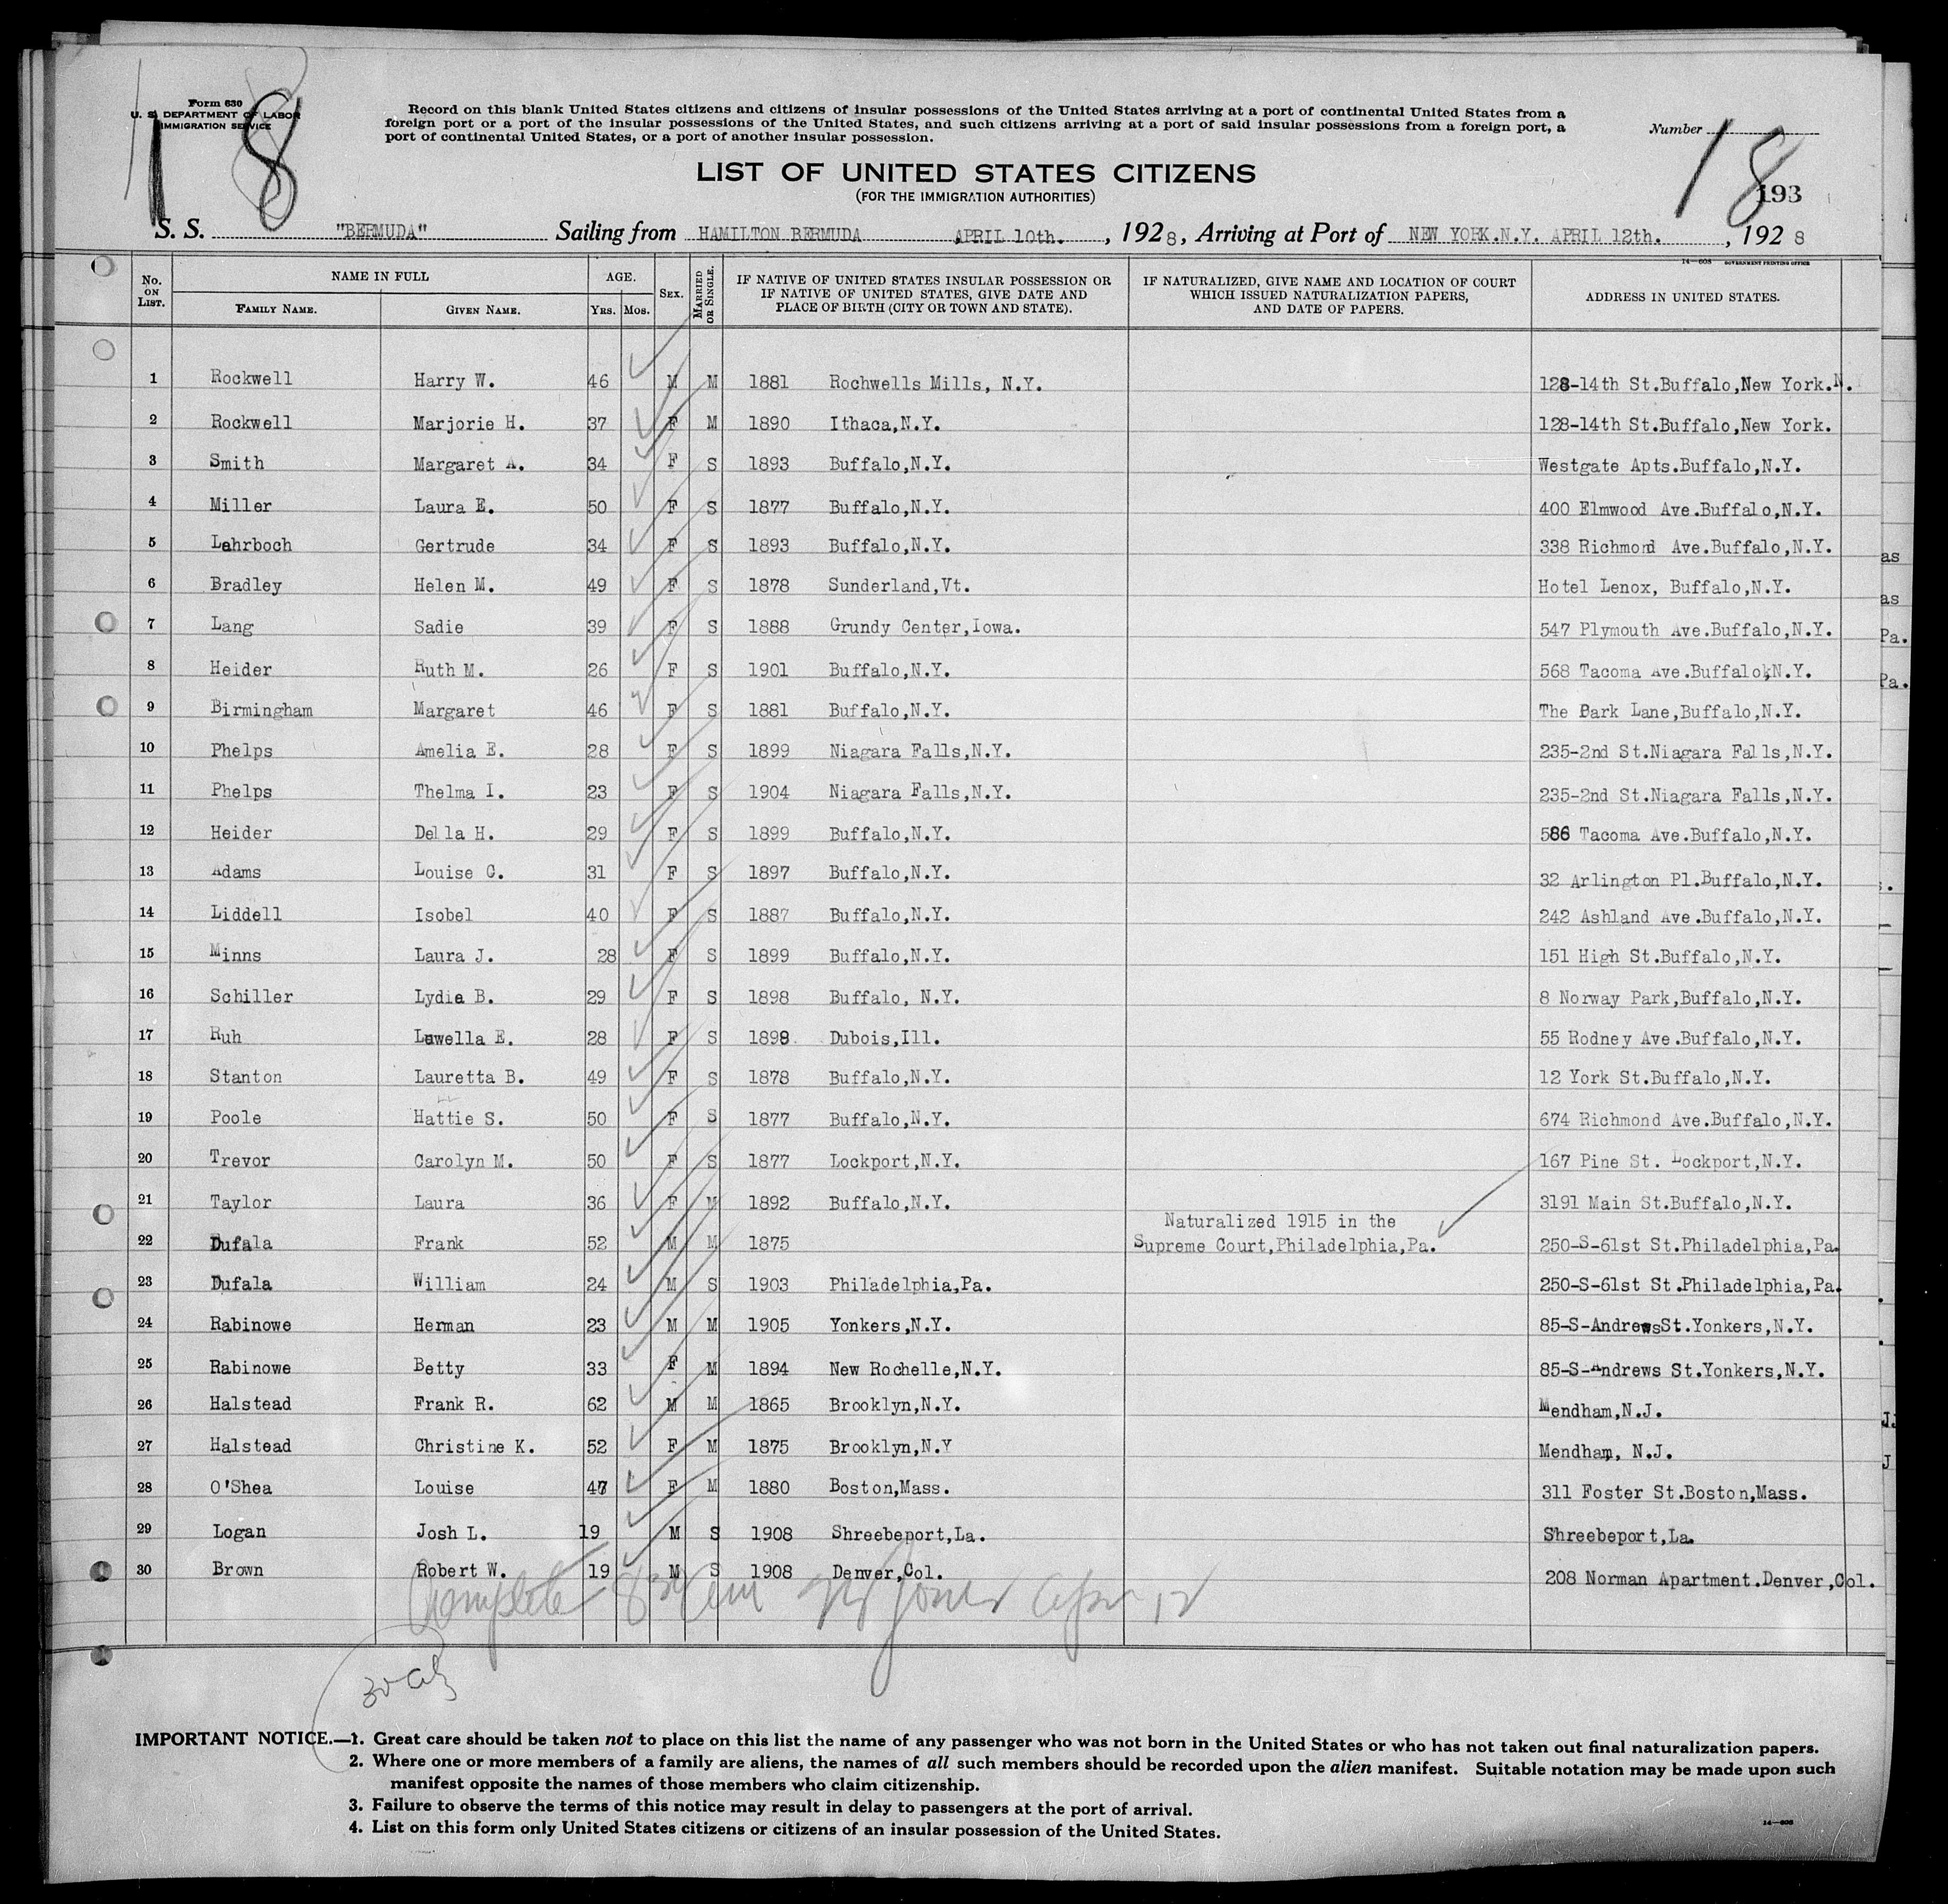 Form 630
U. S. DEPARTMENT OF LABOR
IMMIGRATION SERVICE
18
Record on this blank United States citizens and citizens of insular possessions of the United States arriving at a port of continental United States from a
foreign port or a port of the insular possessions of the United States, and such citizens arriving at a port of said insular possessions from a foreign port, a
port of continental United States, or a port of another insular possession.
Number
18
193
LIST OF UNITED STATES CITIZENS
(FOR THE IMMIGRATION AUTHORITIES)
S. S. "BERMUDA" Sailing from HAMILTON BERMUDA APRIL 10th. , 1928, Arriving at Port of NEW YORK.N.Y. APRIL 12th. , 1928
14—608 GOVERNMENT PRINTING OFFICE
No. ON LIST. NAME IN FULL FAMILY NAME. GIVEN NAME. AGE. YRS. MOS. SEX. MARRIED OR SINGLE. IF NATIVE OF UNITED STATES INSULAR POSSESSION OR IF NATIVE OF UNITED STATES, GIVE DATE AND PLACE OF BIRTH (CITY OR TOWN AND STATE). IF NATURALIZED, GIVE NAME AND LOCATION OF COURT WHICH ISSUED NATURALIZATION PAPERS, AND DATE OF PAPERS. ADDRESS IN UNITED STATES.
1 Rockwell Harry W. 46 M M 1881 Rochwells Mills, N.Y. 128-14th St.Buffalo,New York.N.
2 Rockwell Marjorie H. 37 F M 1890 Ithaca,N.Y. 128-14th St.Buffalo,New York.
3 Smith Margaret A. 34 F S 1893 Buffalo,N.Y. Westgate Apts.Buffalo,N.Y.
4 Miller Laura E. 50 F S 1877 Buffalo,N.Y. 400 Elmwood Ave.Buffalo,N.Y.
5 Lahrboch Gertrude 34 F S 1893 Buffalo,N.Y. 338 Richmond Ave.Buffalo,N.Y.
6 Bradley Helen M. 49 F S 1878 Sunderland,Vt. Hotel Lenox, Buffalo,N.Y.
7 Lang Sadie 39 F S 1888 Grundy Center,Iowa. 547 Plymouth Ave.Buffalo,N.Y.
8 Heider Ruth M. 26 F S 1901 Buffalo,N.Y. 568 Tacoma Ave.Buffalo,N.Y.
9 Birmingham Margaret 46 F S 1881 Buffalo,N.Y. The Park Lane,Buffalo,N.Y.
10 Phelps Amelia E. 28 F S 1899 Niagara Falls,N.Y. 235-2nd St.Niagara Falls,N.Y.
11 Phelps Thelma I. 23 F S 1904 Niagara Falls,N.Y. 235-2nd St.Niagara Falls,N.Y.
12 Heider Della H. 29 F S 1899 Buffalo,N.Y. 586 Tacoma Ave.Buffalo,N.Y.
13 Adams Louise C. 31 F S 1897 Buffalo,N.Y. 32 Arlington Pl.Buffalo,N.Y.
14 Liddell Isobel 40 F S 1887 Buffalo,N.Y. 242 Ashland Ave.Buffalo,N.Y.
15 Minns Laura J. 28 F S 1899 Buffalo,N.Y. 151 High St.Buffalo,N.Y.
16 Schiller Lydia B. 29 F S 1898 Buffalo, N.Y. 8 Norway Park,Buffalo,N.Y.
17 Ruh Luwella E. 28 F S 1898. Dubois,Ill. 55 Rodney Ave.Buffalo,N.Y.
18 Stanton Lauretta B. 49 F S 1878 Buffalo,N.Y. 12 York St.Buffalo,N.Y.
19 Poole Hattie S. 50 F S 1877 Buffalo,N.Y. 674 Richmond Ave.Buffalo,N.Y.
20 Trevor Carolyn M. 50 F S 1877 Lockport,N.Y. 167 Pine St. Lockport,N.Y.
21 Taylor Laura 36 F M 1892 Buffalo,N.Y. 3191 Main St.Buffalo,N.Y.
22 Dufala Frank 52 M M 1875 Naturalized 1915 in the Supreme Court,Philadelphia,Pa. 250-S-61st St.Philadelphia,Pa.
23 Dufala William 24 M S 1903 Philadelphia,Pa. 250-S-61st St.Philadelphia,Pa.
24 Rabinowe Herman 23 M M 1905 Yonkers,N.Y. 85-S-AndrewsSt.Yonkers,N.Y.
25 Rabinowe Betty 33 F M 1894 New Rochelle,N.Y. 85-S-Andrews St.Yonkers,N.Y.
26 Halstead Frank R. 62 M M 1865 Brooklyn,N.Y. Mendham,N.J.
27 Halstead Christine K. 52 F M 1875 Brooklyn,N.Y Mendham, N.J.
28 O'Shea Louise 47 F M 1880 Boston,Mass. 311 Foster St.Boston,Mass.
29 Logan Josh L. 19 M S 1908 Shreebeport,La. Shreebeport,La.
30 Brown Robert W. 19 M S 1908 Denver,Col. 208 Norman Apartment.Denver,Col.
Complete Jones Apr 12
IMPORTANT NOTICE.—1. Great care should be taken not to place on this list the name of any passenger who was not born in the United States or who has not taken out final naturalization papers.
2. Where one or more members of a family are aliens, the names of all such members should be recorded upon the alien manifest. Suitable notation may be made upon such
manifest opposite the names of those members who claim citizenship.
3. Failure to observe the terms of this notice may result in delay to passengers at the port of arrival.
4. List on this form only United States citizens or citizens of an insular possession of the United States.
14—608